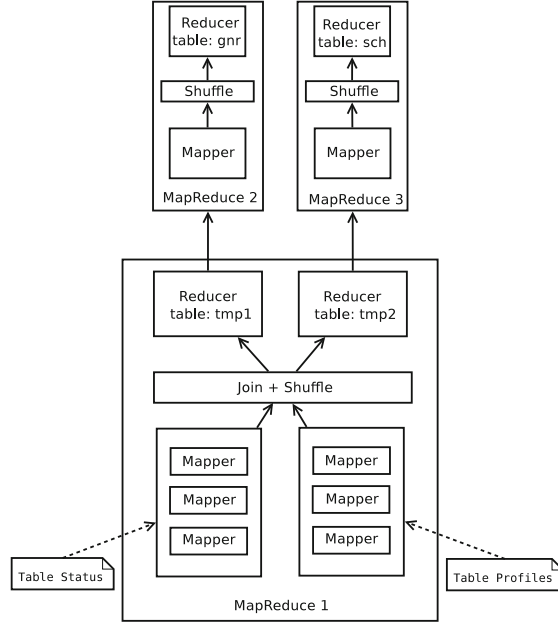 Reducer
table: gnr
Shuffle
Mapper
MapReduce 2
Reducer
table: sch
Shuffle
Mapper
MapReduce 3
Reducer
table: tmp1
Reducer
table: tmp2
Join + Shuffle
Mapper
Mapper
Mapper
Mapper
Mapper
Mapper
Table Status
Table Profiles
MapReduce 1